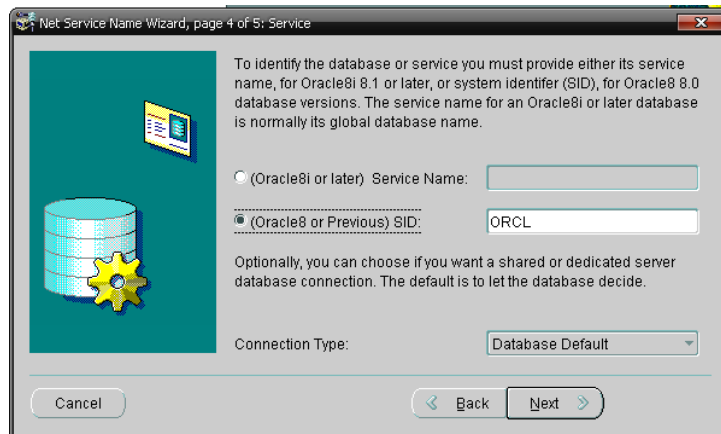 Net Service Name Wizard, page 4 of 5: Service
To identify the database or service you must provide either its service
name, for Oracle8i 8.1 or later, or system identifer (SID), for Oracle8 8.0
database versions. The service name for an Oracle8i or later database
is normally its global database name.
(Oracle8i or later) Service Name:
(Oracle8 or Previous) SID: ORCL
Optionally, you can choose if you want a shared or dedicated server
database connection. The default is to let the database decide.
Connection Type: Database Default
Cancel Back Next